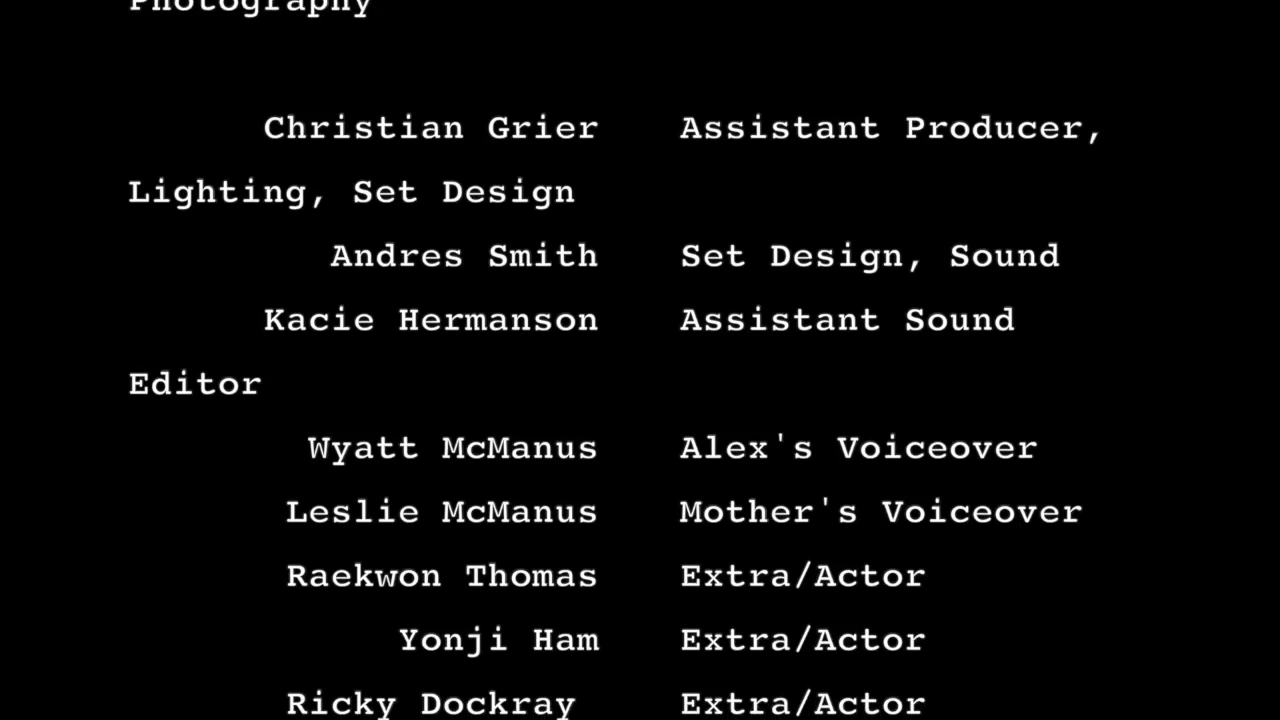 Photography
Christian Grier Assistant Producer,
Lighting, Set Design
Andres Smith Set Design, Sound
Kacie Hermanson Assistant Sound
Editor
Wyatt McManus Alex's Voiceover
Leslie McManus Mother's Voiceover
Raekwon Thomas Extra/Actor
Yonji Ham Extra/Actor
Ricky Dockray Extra/Actor